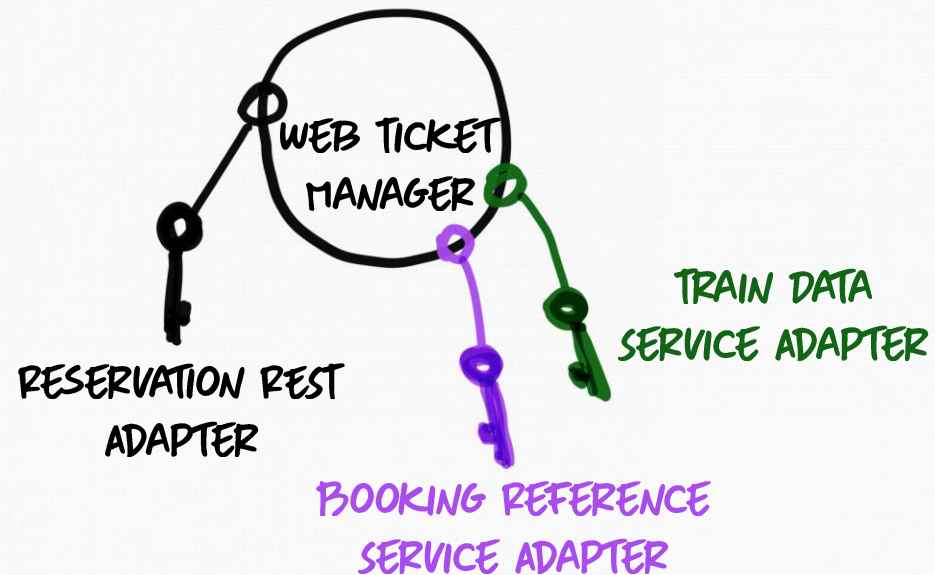 WEB TICKET
MANAGER
TRAIN DATA
SERVICE ADAPTER
RESERVATION REST
ADAPTER
BOOKING REFERENCE
SERVICE ADAPTER